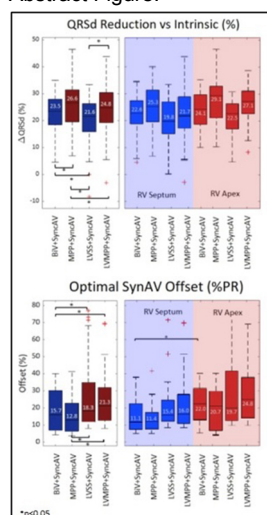 Abstract Figure:
QRSd Reduction vs Intrinsic (%)
50
40
30
20
10
0
-10
ΔQRSd
23.5
26.6
21.6
24.8
RV Septum
RV Apex
BiV+SyncAV
MPP+SyncAV
LVSS+SyncAV
LVMPP+SyncAV
BiV+SyncAV
MPP+SyncAV
LVSS+SyncAV
LVMPP+SyncAV
BiV+SyncAV
MPP+SyncAV
LVSS+SyncAV
LVMPP+SyncAV
Optimal SynAV Offset (%PR)
80
70
60
50
40
30
20
10
0
Offset (%)
15.7
12.8
18.8
21.3
RV Septum
RV Apex
BiV+SyncAV
MPP+SyncAV
LVSS+SyncAV
LVMPP+SyncAV
BiV+SyncAV
MPP+SyncAV
LVSS+SyncAV
LVMPP+SyncAV
BiV+SyncAV
MPP+SyncAV
LVSS+SyncAV
LVMPP+SyncAV
*p≤0.05